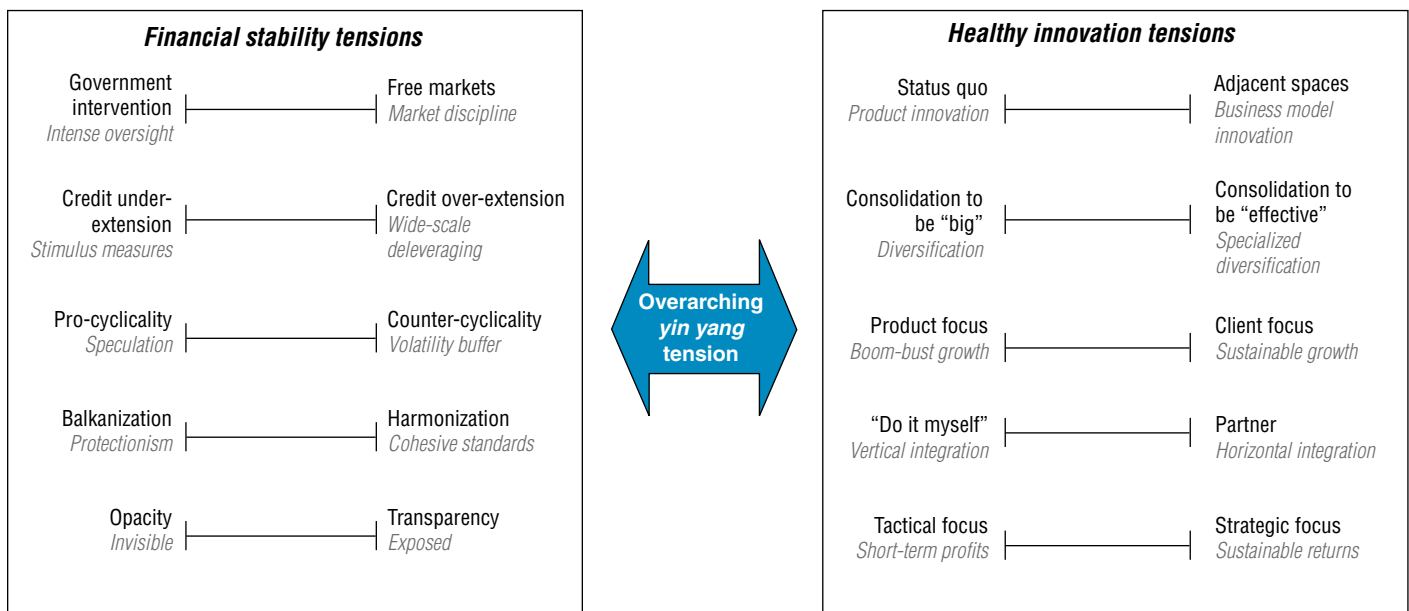 Financial stability tensions
Government
intervention
Intense oversight
Free markets
Market discipline
Credit under-
extension
Stimulus measures
Credit over-extension
Wide-scale
deleveraging
Pro-cyclicality
Speculation
Counter-cyclicality
Volatility buffer
Balkanization
Protectionism
Harmonization
Cohesive standards
Opacity
Invisible
Transparency
Exposed
Overarching
yin yang
tension
Healthy innovation tensions
Status quo
Product innovation
Adjacent spaces
Business model
innovation
Consolidation to
be “big”
Diversification
Consolidation to
be “effective”
Specialized
diversification
Product focus
Boom-bust growth
Client focus
Sustainable growth
“Do it myself”
Vertical integration
Partner
Horizontal integration
Tactical focus
Short-term profits
Strategic focus
Sustainable returns